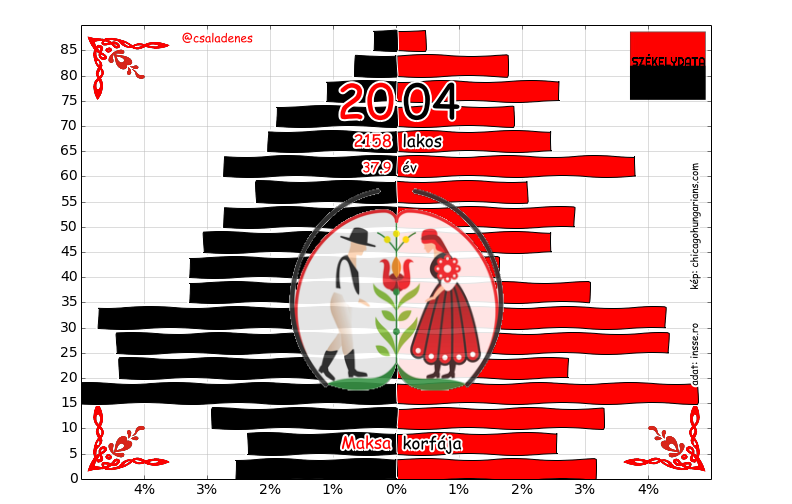 @csaladenes
SZÉKELYDATA
2004
2158 lakos
37.9 év
kép: chicagohungarians.com
adat: insse.ro
Maksa korfája
85
80
75
70
65
60
55
50
45
40
35
30
25
20
15
10
5
0
4% 3% 2% 1% 0% 1% 2% 3% 4%